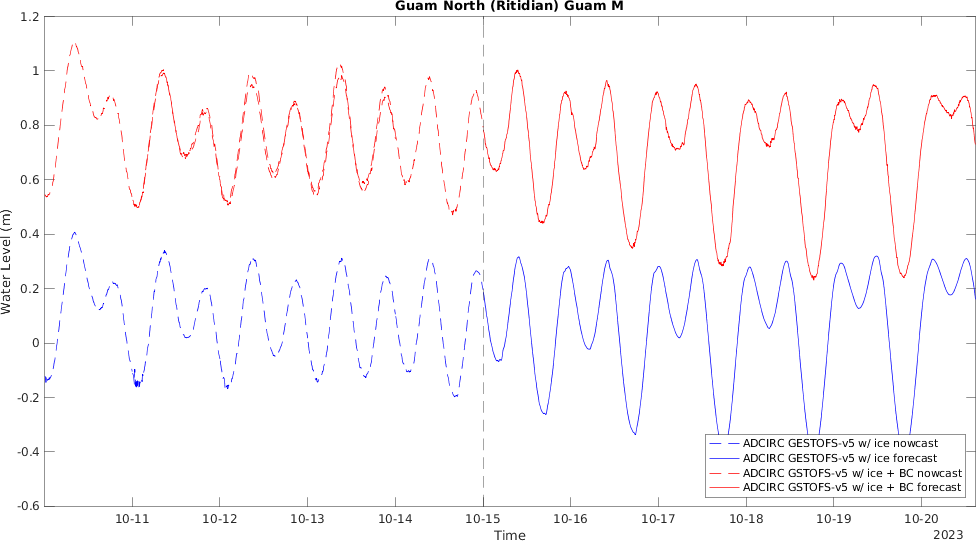 Guam North (Ritidian) Guam M
1.2
1
0.8
0.6
0.4
0.2
0
-0.2
-0.4
-0.6
Water Level (m)
ADCIRC GESTOFS-v5 w/ ice nowcast
ADCIRC GESTOFS-v5 w/ ice forecast
ADCIRC GSTOFS-v5 w/ ice + BC nowcast
ADCIRC GSTOFS-v5 w/ ice + BC forecast
10-11 10-12 10-13 10-14 10-15 10-16 10-17 10-18 10-19 10-20
Time
2023